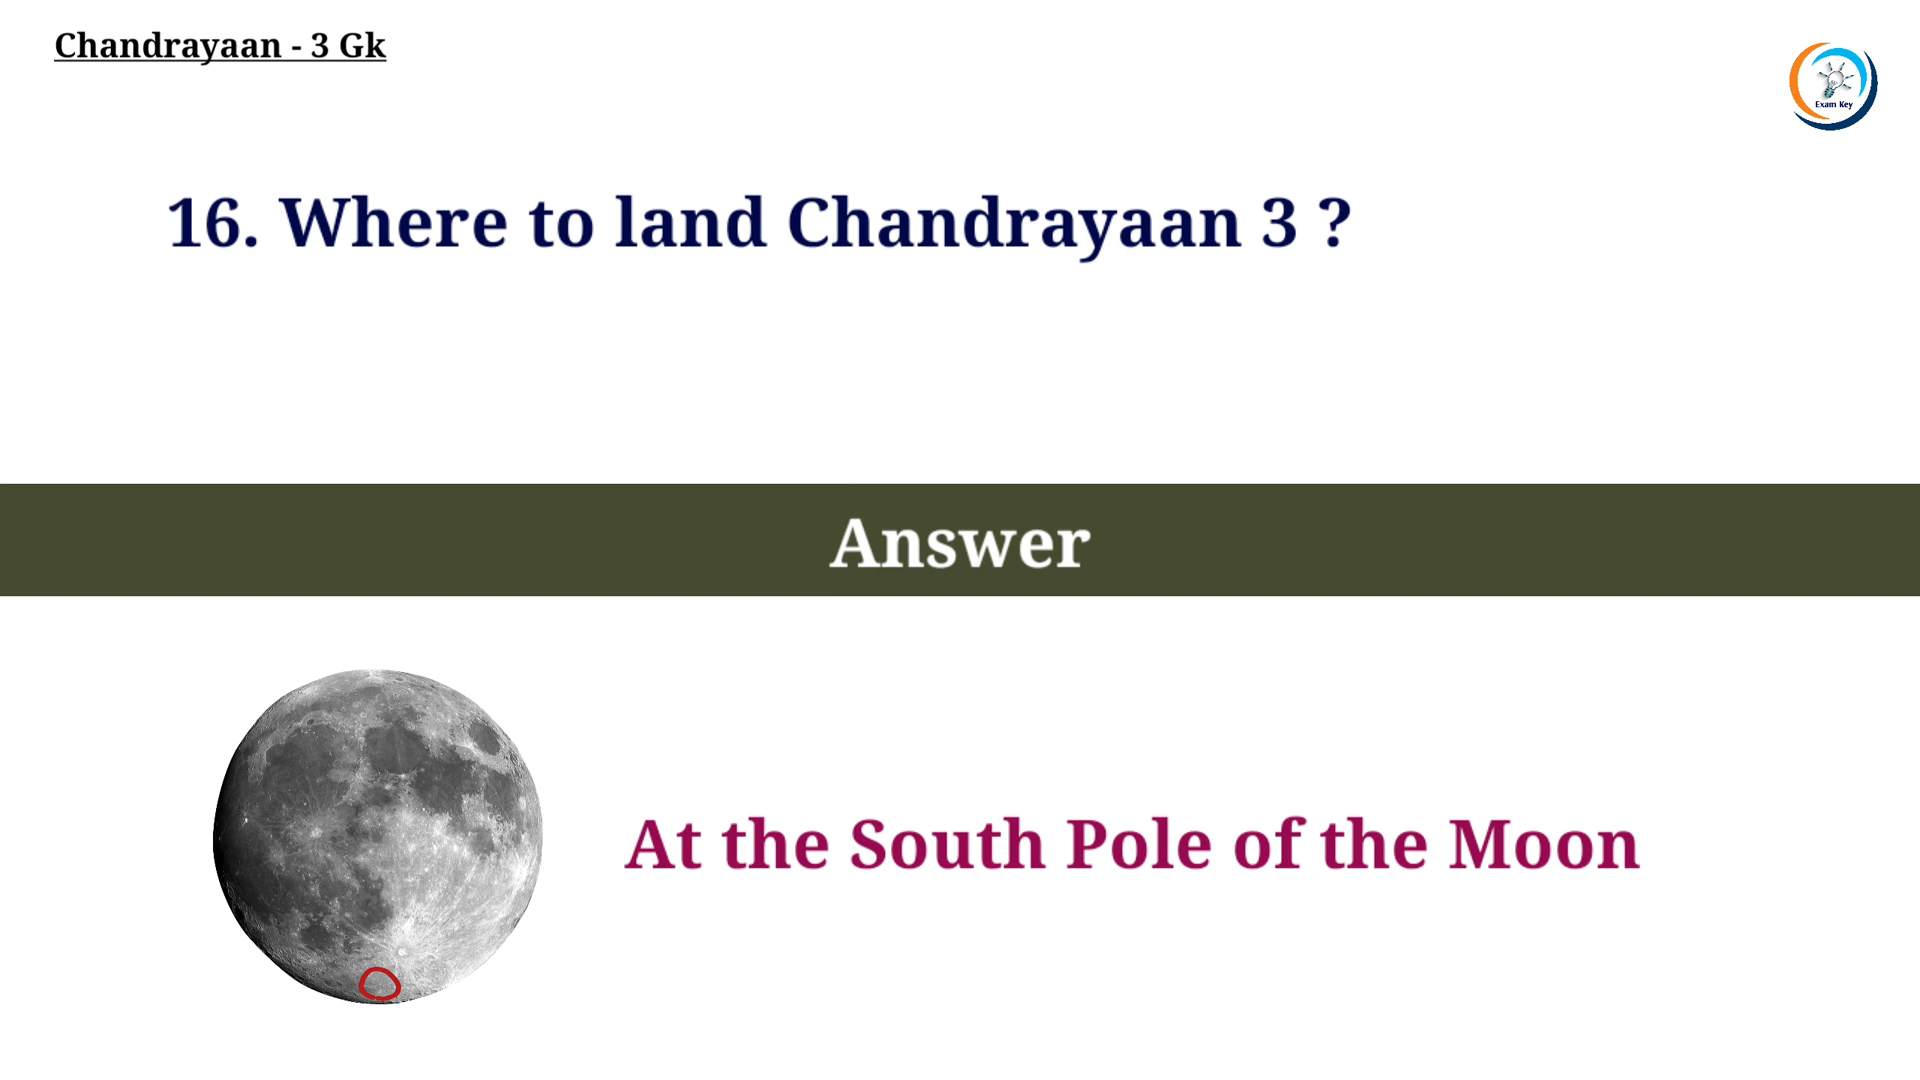 Chandrayaan - 3 Gk
Exam Key
16. Where to land Chandrayaan 3 ?
Answer
At the South Pole of the Moon